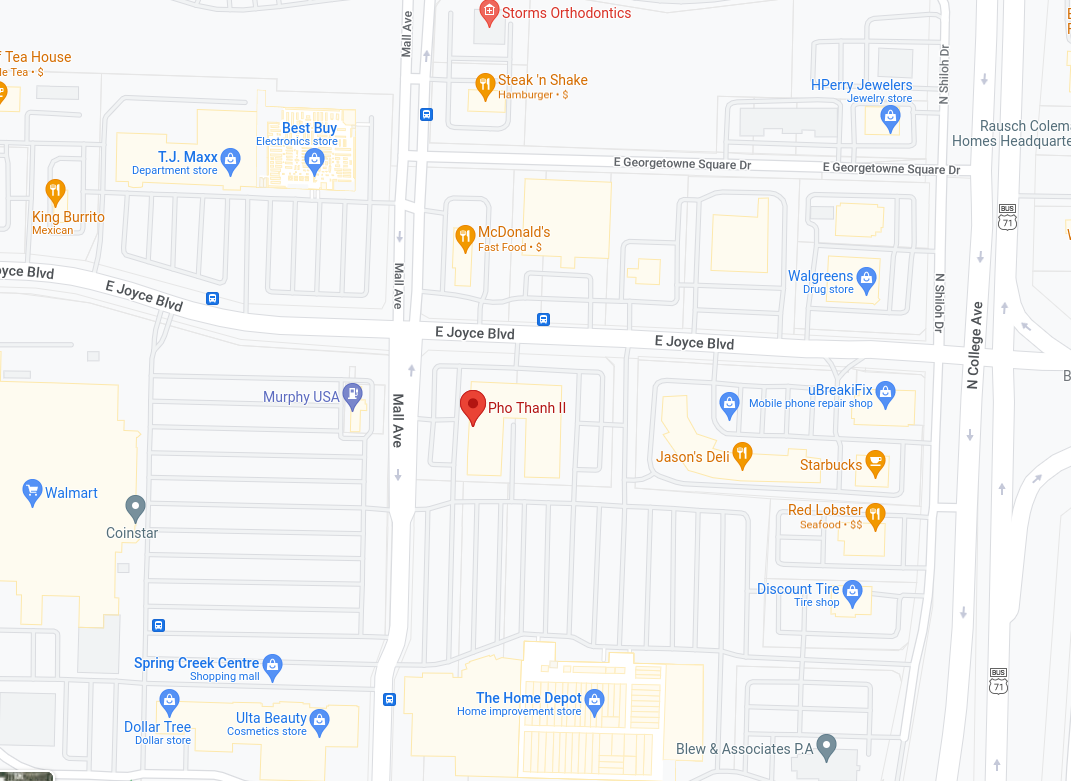 Mall Ave
Storms Orthodontics
f Tea House
le Tea • $
Steak 'n Shake
Hamburger • $
N Shiloh Dr
HPerry Jewelers
Jewelry store
Best Buy
Electronics store
T.J. Maxx
Department store
Rausch Colem
Homes Headquarte
E Georgetowne Square Dr
E Georgetowne Square Dr
King Burrito
Mexican
BUS
71
McDonald's
Fast Food • $
Mall Ave
Walgreens
Drug store
N Shiloh Dr
oyce Blvd
E Joyce Blvd
E Joyce Blvd
E Joyce Blvd
N College Ave
B
Murphy USA
Mall Ave
Pho Thanh II
uBreakiFix
Mobile phone repair shop
Jason's Deli
Starbucks
Walmart
Coinstar
Red Lobster
Seafood • $$
Discount Tire
Tire shop
Spring Creek Centre
Shopping mall
BUS
71
The Home Depot
Home improvement store
Dollar Tree
Dollar store
Ulta Beauty
Cosmetics store
Blew & Associates P.A